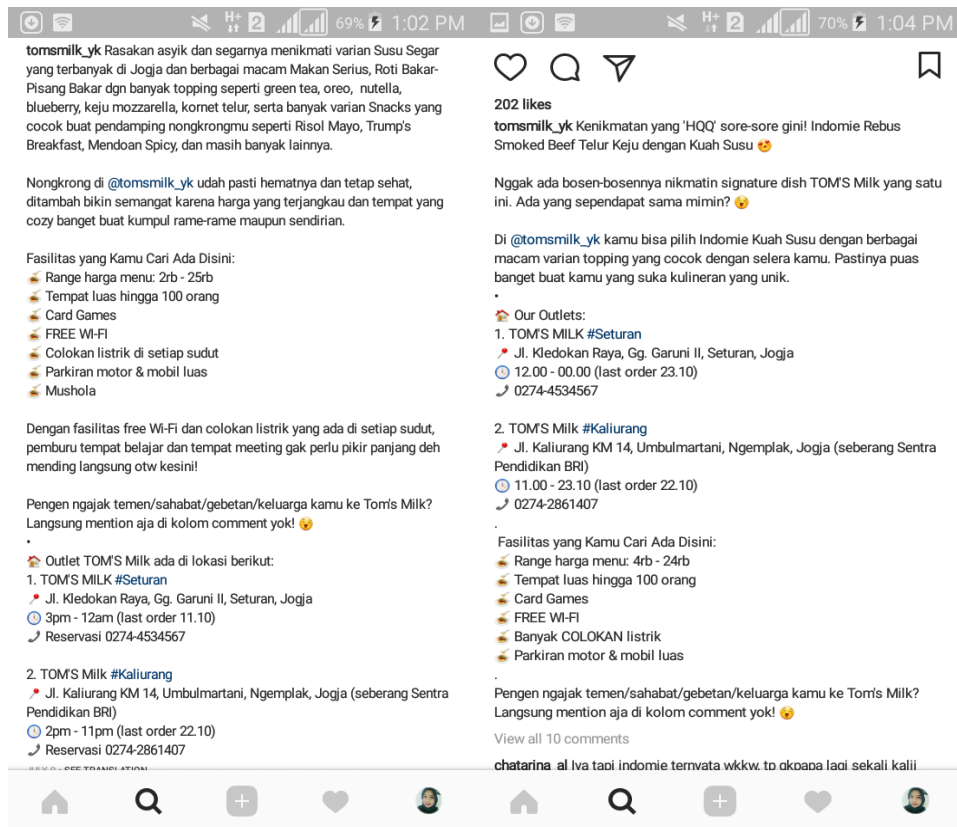 H+ 2 69% 1:02 PM
tomsmilk_yk Rasakan asyik dan segarnya menikmati varian Susu Segar
yang terbanyak di Jogja dan berbagai macam Makan Serius, Roti Bakar-
Pisang Bakar dgn banyak topping seperti green tea, oreo,  nutella,
blueberry, keju mozzarella, kornet telur, serta banyak varian Snacks yang
cocok buat pendamping nongkrongmu seperti Risol Mayo, Trump's
Breakfast, Mendoan Spicy, dan masih banyak lainnya.
Nongkrong di @tomsmilk_yk udah pasti hematnya dan tetap sehat,
ditambah bikin semangat karena harga yang terjangkau dan tempat yang
cozy banget buat kumpul rame-rame maupun sendirian.
Fasilitas yang Kamu Cari Ada Disini:
🍜 Range harga menu: 2rb - 25rb
🍜 Tempat luas hingga 100 orang
🍜 Card Games
🍜 FREE WI-FI
🍜 Colokan listrik di setiap sudut
🍜 Parkiran motor & mobil luas
🍜 Mushola
Dengan fasilitas free Wi-Fi dan colokan listrik yang ada di setiap sudut,
pemburu tempat belajar dan tempat meeting gak perlu pikir panjang deh
mending langsung otw kesini!
Pengen ngajak temen/sahabat/gebetan/keluarga kamu ke Tom's Milk?
Langsung mention aja di kolom comment yok! 😵
•
🏠 Outlet TOM'S Milk ada di lokasi berikut:
1. TOM'S MILK #Seturan
📍 Jl. Kledokan Raya, Gg. Garuni II, Seturan, Jogja
🕓 3pm - 12am (last order 11.10)
📞 Reservasi 0274-4534567
2. TOM'S Milk #Kaliurang
📍 Jl. Kaliurang KM 14, Umbulmartani, Ngemplak, Jogja (seberang Sentra
Pendidikan BRI)
🕓 2pm - 11pm (last order 22.10)
📞 Reservasi 0274-2861407
SEE TRANSLATION
H+ 2 70% 1:04 PM
202 likes
tomsmilk_yk Kenikmatan yang 'HQQ' sore-sore gini! Indomie Rebus
Smoked Beef Telur Keju dengan Kuah Susu 😍
Nggak ada bosen-bosennya nikmatin signature dish TOM'S Milk yang satu
ini. Ada yang sependapat sama mimin? 😵
Di @tomsmilk_yk kamu bisa pilih Indomie Kuah Susu dengan berbagai
macam varian topping yang cocok dengan selera kamu. Pastinya puas
banget buat kamu yang suka kulineran yang unik.
•
🏠 Our Outlets:
1. TOM'S MILK #Seturan
📍 Jl. Kledokan Raya, Gg. Garuni II, Seturan, Jogja
🕓 12.00 - 00.00 (last order 23.10)
📞 0274-4534567
2. TOM'S Milk #Kaliurang
📍 Jl. Kaliurang KM 14, Umbulmartani, Ngemplak, Jogja (seberang Sentra
Pendidikan BRI)
🕓 11.00 - 23.10 (last order 22.10)
📞 0274-2861407
.
Fasilitas yang Kamu Cari Ada Disini:
🍜 Range harga menu: 4rb - 24rb
🍜 Tempat luas hingga 100 orang
🍜 Card Games
🍜 FREE WI-FI
🍜 Banyak COLOKAN listrik
🍜 Parkiran motor & mobil luas
.
Pengen ngajak temen/sahabat/gebetan/keluarga kamu ke Tom's Milk?
Langsung mention aja di kolom comment yok! 😵
View all 10 comments
chatarina_al Iya tapi indomie ternyata wkkw, tp gkpapa lagi sekali kalii